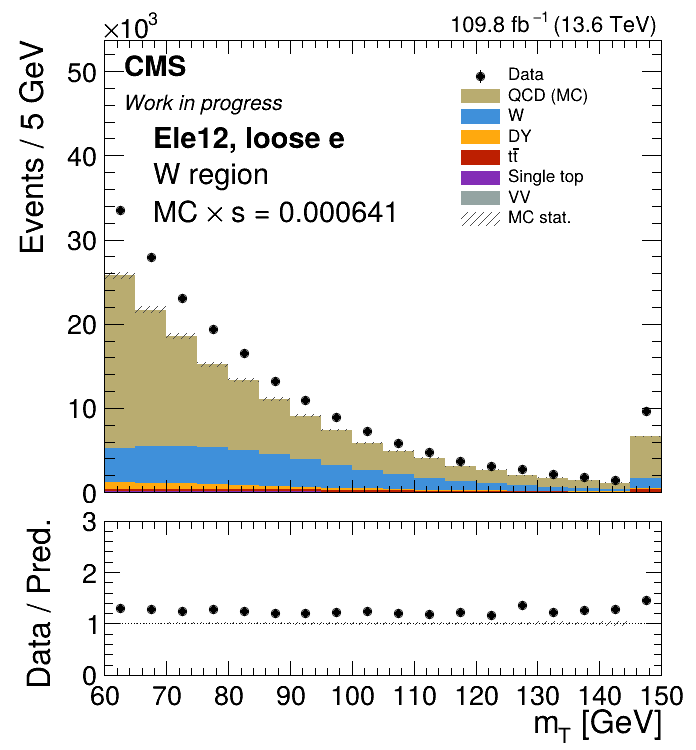 ×10³
109.8 fb⁻¹ (13.6 TeV)
Events / 5 GeV
CMS
Work in progress
Ele12, loose e
W region
MC × s = 0.000641
Data
QCD (MC)
W
DY
tt̄
Single top
VV
MC stat.
50
40
30
20
10
0
Data / Pred.
3
2
1
0
60 70 80 90 100 110 120 130 140 150
m_T [GeV]